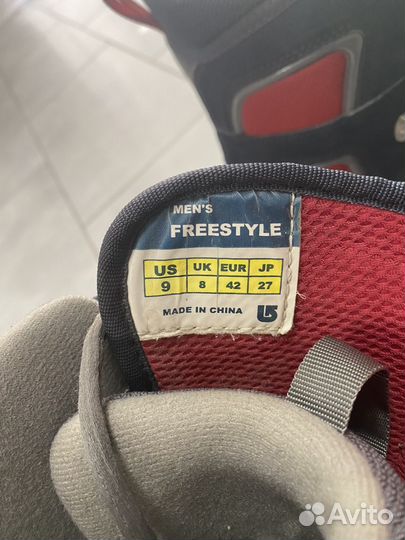 MEN'S
FREESTYLE
US UK EUR JP
9 8 42 27
MADE IN CHINA
Avito